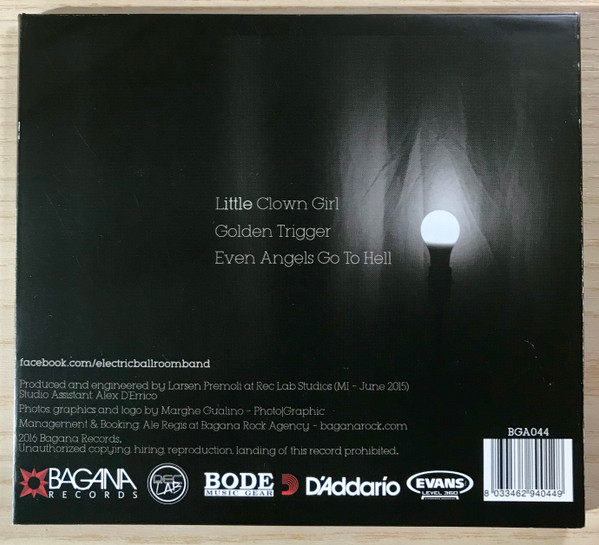 Little Clown Girl
Golden Trigger
Even Angels Go To Hell
facebook.com/electricballroomband
Produced and engineered by Larsen Premoli at Rec Lab Studios (MI - June 2015)
Studio Assistant: Alex D'Errico
Photos, graphics and logo by Marghe Gualino - Photo|Graphic
Management & Booking: Ale Regis at Bagana Rock Agency - baganarock.com
2016 Bagana Records.
Unauthorized copying, hiring, reproduction, landing of this record prohibited.
BGA044
BAGANA
RECORDS
REC
LAB
BODE
MUSIC GEAR
D'Addario
EVANS
LEVEL 360
8 033462 940449